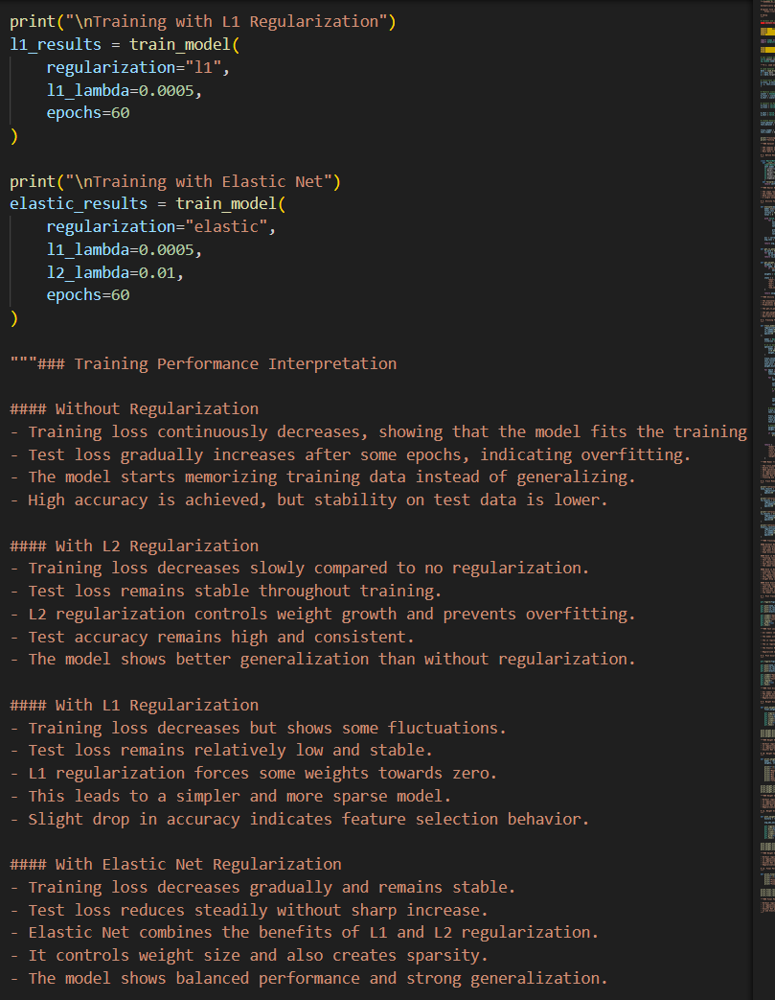 print("\nTraining with L1 Regularization")
l1_results = train_model(
    regularization="l1",
    l1_lambda=0.0005,
    epochs=60
)

print("\nTraining with Elastic Net")
elastic_results = train_model(
    regularization="elastic",
    l1_lambda=0.0005,
    l2_lambda=0.01,
    epochs=60
)

"""### Training Performance Interpretation

#### Without Regularization
- Training loss continuously decreases, showing that the model fits the training
- Test loss gradually increases after some epochs, indicating overfitting.
- The model starts memorizing training data instead of generalizing.
- High accuracy is achieved, but stability on test data is lower.

#### With L2 Regularization
- Training loss decreases slowly compared to no regularization.
- Test loss remains stable throughout training.
- L2 regularization controls weight growth and prevents overfitting.
- Test accuracy remains high and consistent.
- The model shows better generalization than without regularization.

#### With L1 Regularization
- Training loss decreases but shows some fluctuations.
- Test loss remains relatively low and stable.
- L1 regularization forces some weights towards zero.
- This leads to a simpler and more sparse model.
- Slight drop in accuracy indicates feature selection behavior.

#### With Elastic Net Regularization
- Training loss decreases gradually and remains stable.
- Test loss reduces steadily without sharp increase.
- Elastic Net combines the benefits of L1 and L2 regularization.
- It controls weight size and also creates sparsity.
- The model shows balanced performance and strong generalization.